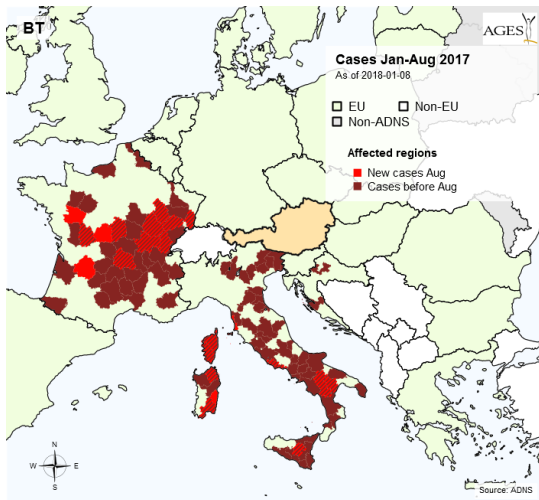 BT
AGES
Cases Jan-Aug 2017
As of 2018-01-08
EU
Non-EU
Non-ADNS
Affected regions
New cases Aug
Cases before Aug
N
W
E
S
Source: ADNS